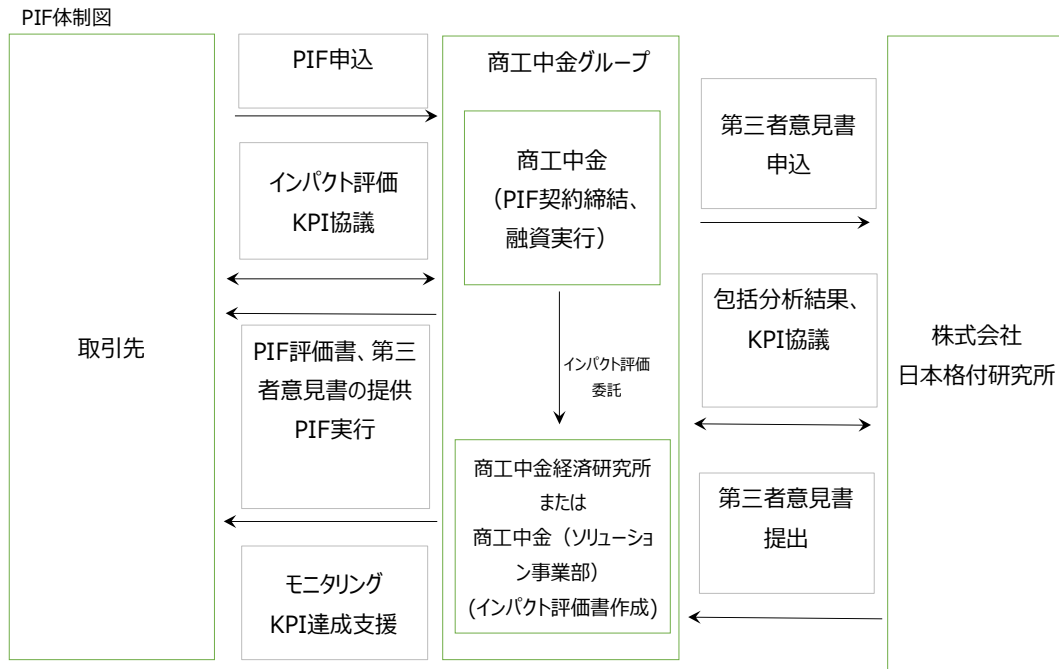 PIF体制図
取引先
PIF申込
インパクト評価
KPI協議
PIF評価書、第三
者意見書の提供
PIF実行
モニタリング
KPI達成支援
商工中金グループ
商工中金
（PIF契約締結、
融資実行）
インパクト評価
委託
商工中金経済研究所
または
商工中金（ソリューショ
ン事業部）
(インパクト評価書作成)
第三者意見書
申込
包括分析結果、
KPI協議
第三者意見書
提出
株式会社
日本格付研究所